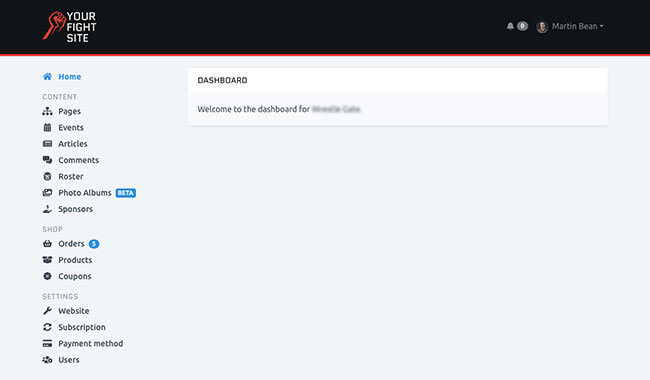 YOUR
FIGHT
SITE
0
Martin Bean
Home
CONTENT
Pages
Events
Articles
Comments
Roster
Photo Albums BETA
Sponsors
SHOP
Orders 5
Products
Coupons
SETTINGS
Website
Subscription
Payment method
Users
DASHBOARD
Welcome to the dashboard for